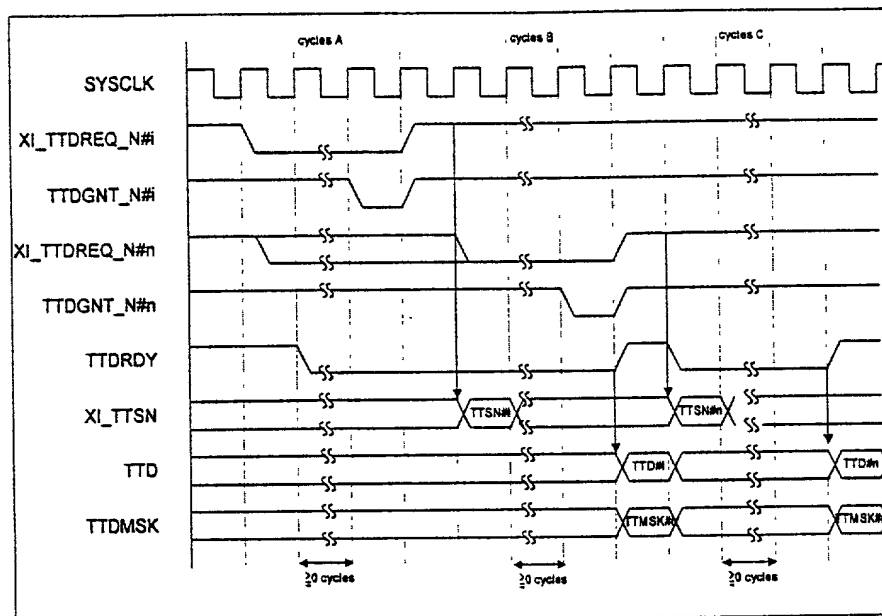 cycles A cycles B cycles C
SYSCLK
XI_TTDREQ_N#i
TTDGNT_N#i
XI_TTDREQ_N#n
TTDGNT_N#n
TTDRDY
XI_TTSN TTSN#i TTSN#n
TTD TTD#i TTD#n
TTDMSK TTMSK# TTMSK#
≧0 cycles ≧0 cycles ≧0 cycles